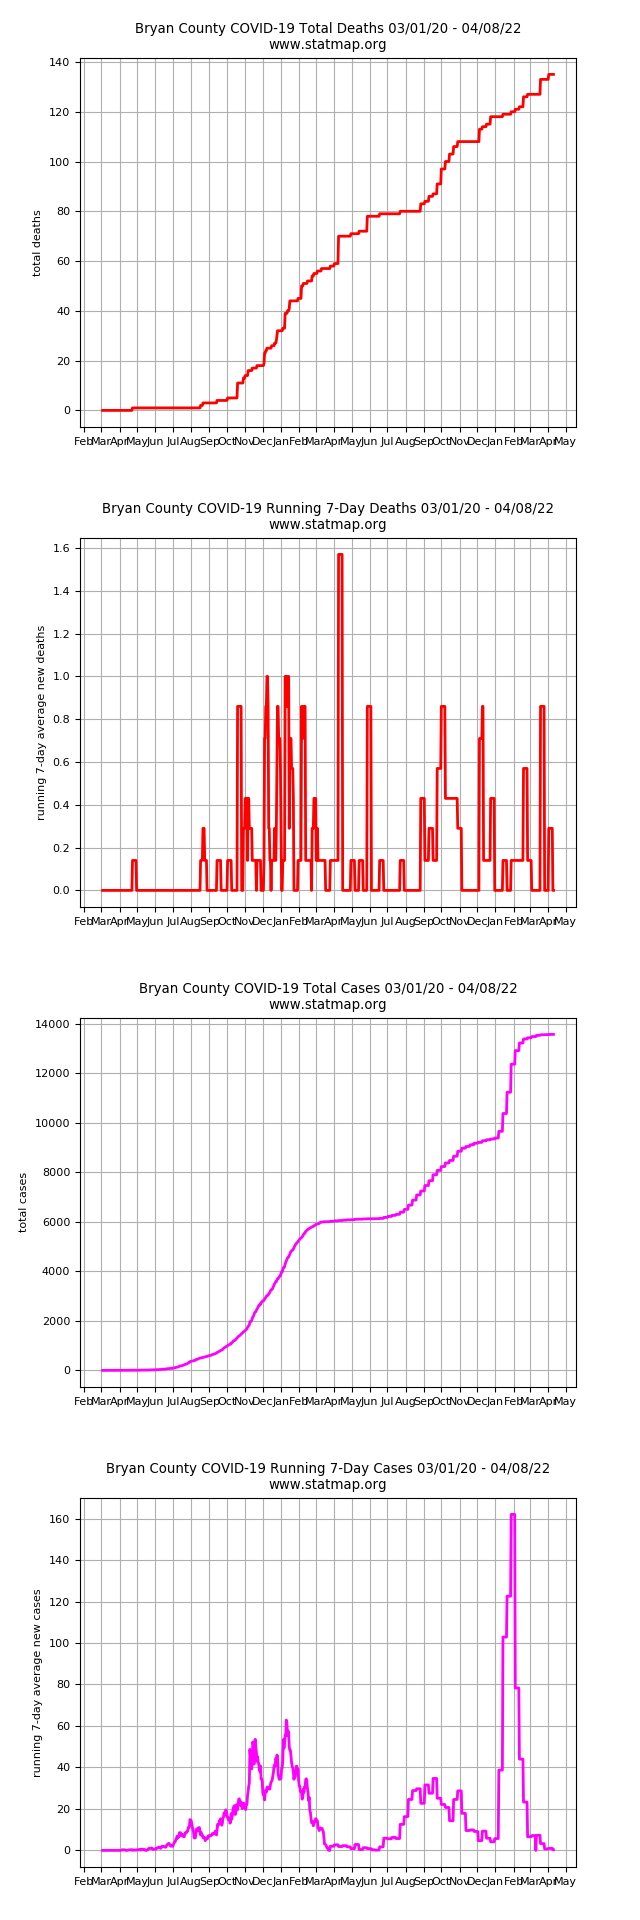 Bryan County COVID-19 Total Deaths 03/01/20 - 04/08/22
www.statmap.org
140
120
100
80
60
40
20
0
total deaths
Feb Mar Apr May Jun Jul Aug Sep Oct Nov Dec Jan Feb Mar Apr May Jun Jul Aug Sep Oct Nov Dec Jan Feb Mar Apr May
Bryan County COVID-19 Running 7-Day Deaths 03/01/20 - 04/08/22
www.statmap.org
1.6
1.4
1.2
1.0
0.8
0.6
0.4
0.2
0.0
running 7-day average new deaths
Feb Mar Apr May Jun Jul Aug Sep Oct Nov Dec Jan Feb Mar Apr May Jun Jul Aug Sep Oct Nov Dec Jan Feb Mar Apr May
Bryan County COVID-19 Total Cases 03/01/20 - 04/08/22
www.statmap.org
14000
12000
10000
8000
6000
4000
2000
0
total cases
Feb Mar Apr May Jun Jul Aug Sep Oct Nov Dec Jan Feb Mar Apr May Jun Jul Aug Sep Oct Nov Dec Jan Feb Mar Apr May
Bryan County COVID-19 Running 7-Day Cases 03/01/20 - 04/08/22
www.statmap.org
160
140
120
100
80
60
40
20
0
running 7-day average new cases
Feb Mar Apr May Jun Jul Aug Sep Oct Nov Dec Jan Feb Mar Apr May Jun Jul Aug Sep Oct Nov Dec Jan Feb Mar Apr May